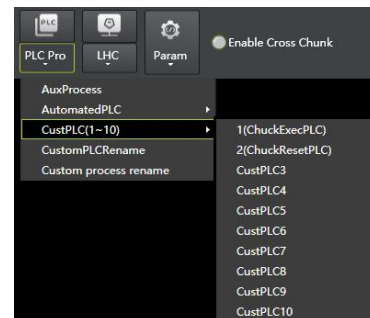 PLC
PLC Pro
LHC
Param
Enable Cross Chunk
AuxProcess
AutomatedPLC
CustPLC(1~10)
CustomPLCRename
Custom process rename
1(ChuckExecPLC)
2(ChuckResetPLC)
CustPLC3
CustPLC4
CustPLC5
CustPLC6
CustPLC7
CustPLC8
CustPLC9
CustPLC10